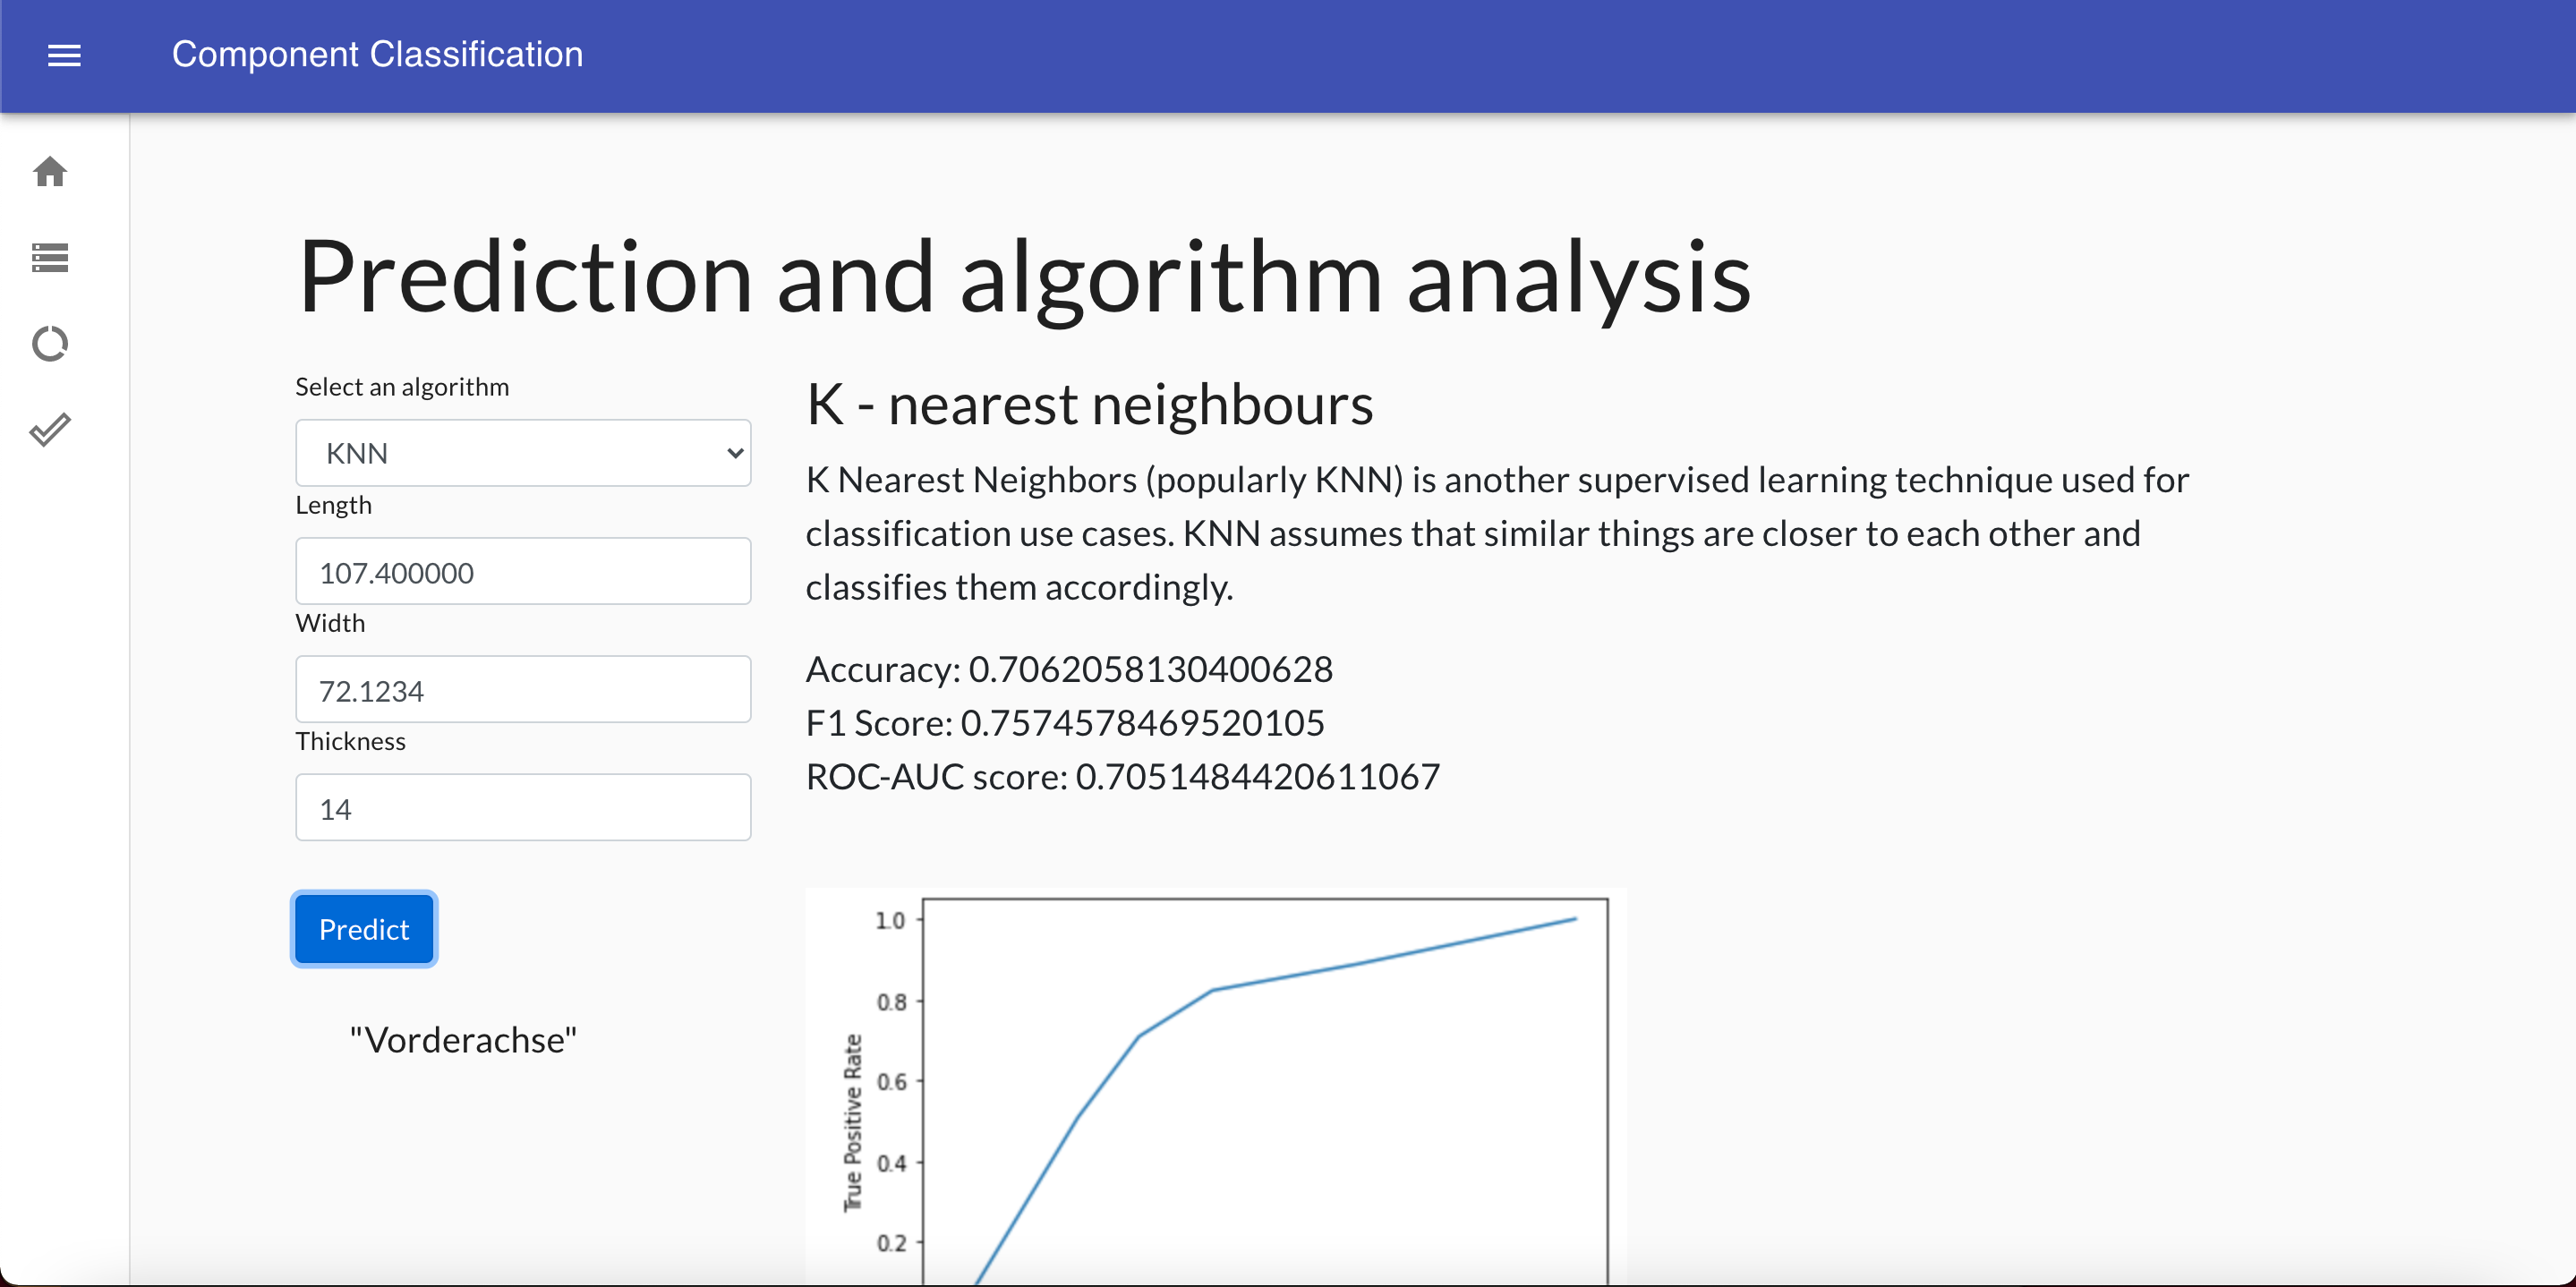 Component Classification
Prediction and algorithm analysis
Select an algorithm
KNN
Length
107.400000
Width
72.1234
Thickness
14
Predict
"Vorderachse"
K - nearest neighbours
K Nearest Neighbors (popularly KNN) is another supervised learning technique used for
classification use cases. KNN assumes that similar things are closer to each other and
classifies them accordingly.
Accuracy: 0.7062058130400628
F1 Score: 0.7574578469520105
ROC-AUC score: 0.7051484420611067
1.0
0.8
0.6
0.4
0.2
True Positive Rate